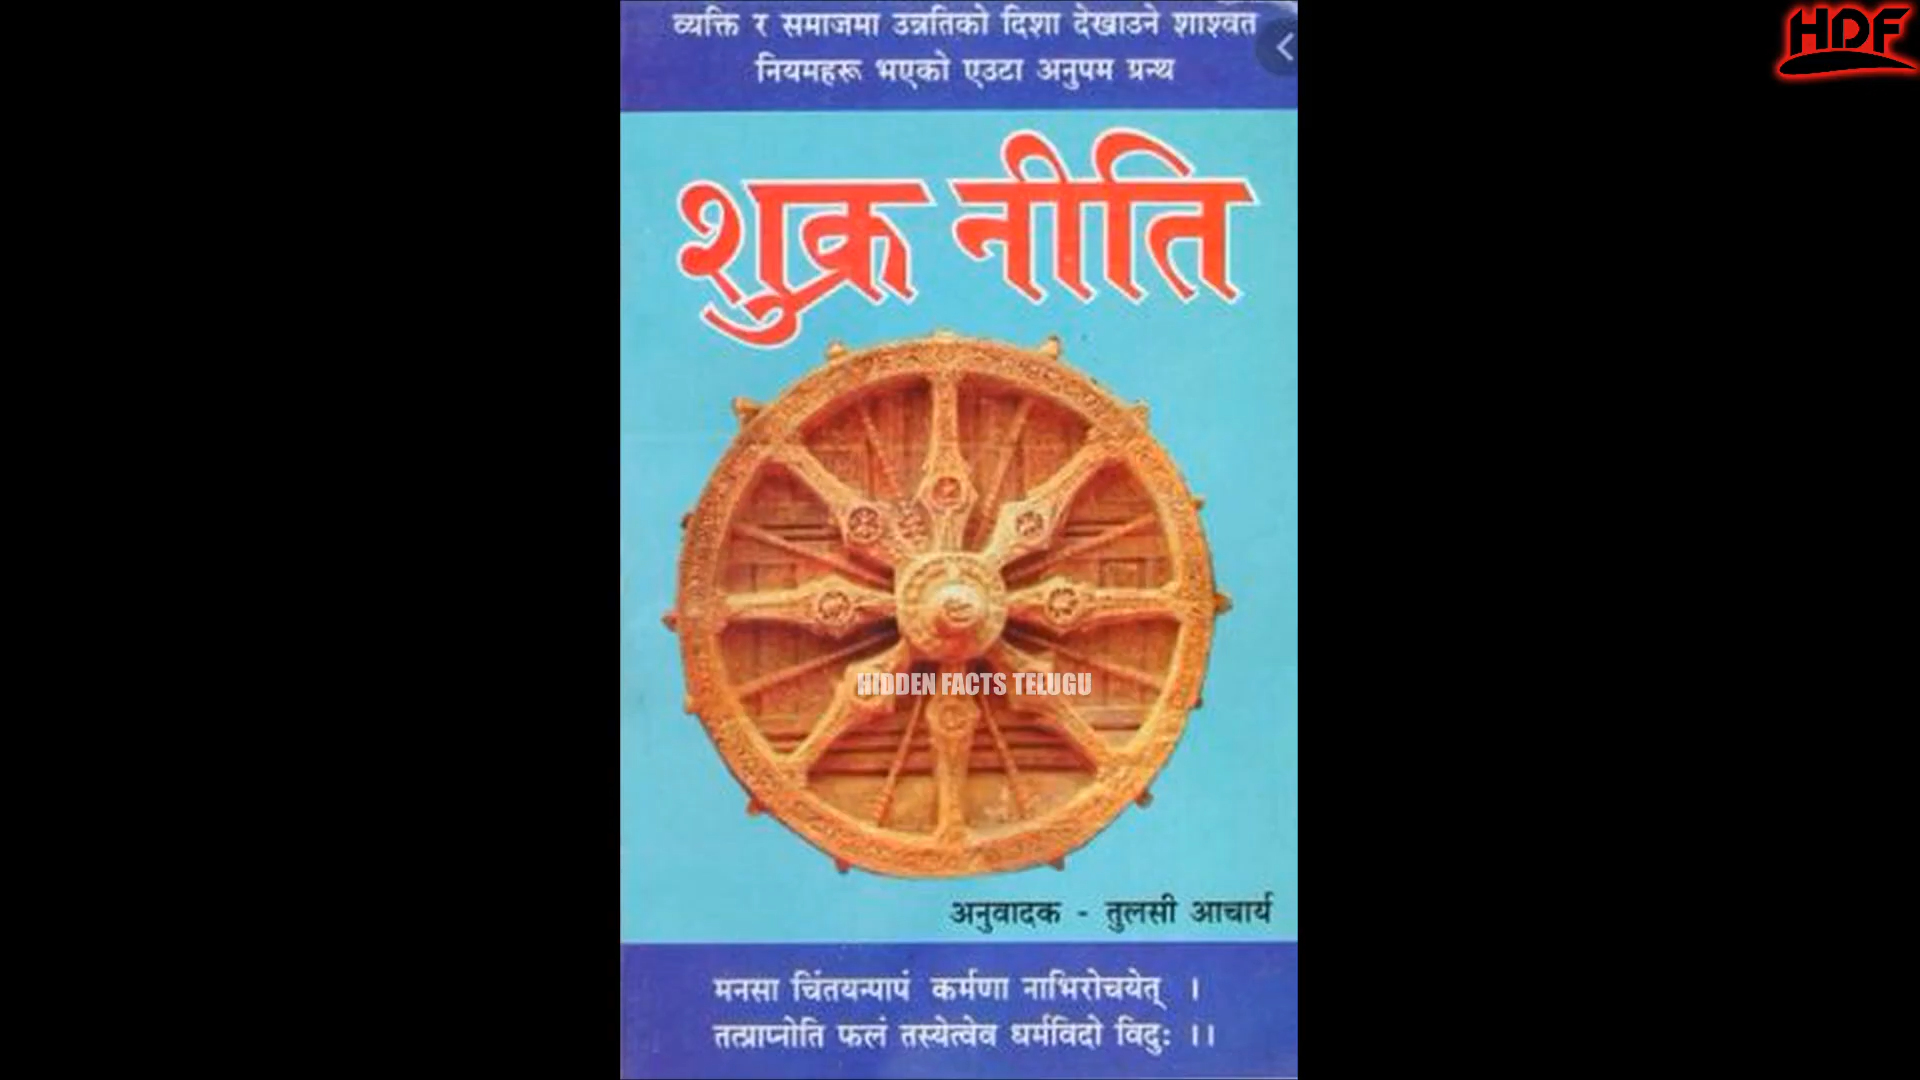 व्यक्ति र समाजमा उन्नतिको दिशा देखाउने शाश्वत
नियमहरू भएको एउटा अनुपम ग्रन्थ
HDF
शुक्र नीति
HIDDEN FACTS TELUGU
अनुवादक - तुलसी आचार्य
मनसा चिंतयन्पापं कर्मणा नाभिरोचयेत् ।
तत्प्राप्नोति फलं तस्येत्वेव धर्मविदो विदुः ।।